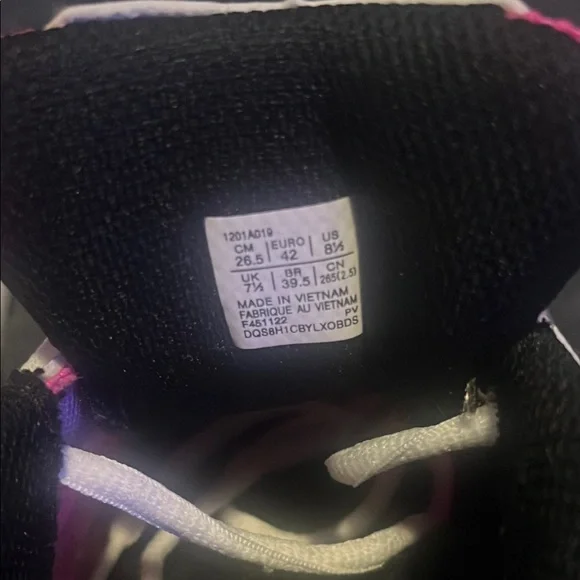 1201A019
CM EURO US
26.5 42 8½
UK BR CN
7½ 39.5 265(2.5)
MADE IN VIETNAM
FABRIQUE AU VIETNAM
F451122 PV
DQS8H1CBYLXOBDS